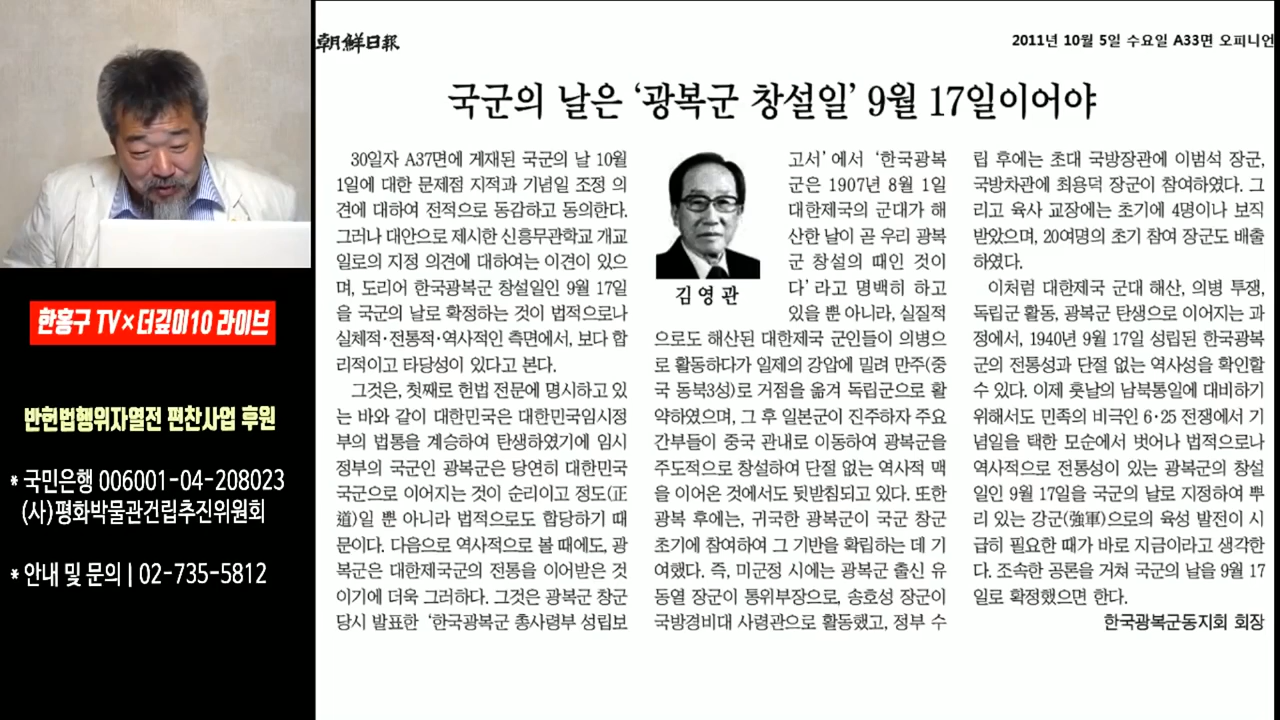 한홍구 TV×더깊이10 라이브
반헌법행위자열전 편찬사업 후원
* 국민은행 006001-04-208023
(사)평화박물관건립추진위원회
* 안내 및 문의 | 02-735-5812
朝鮮日報
2011년 10월 5일 수요일 A33면 오피니언
국군의 날은 ‘광복군 창설일’ 9월 17일이어야
30일자 A37면에 게재된 국군의 날 10월
1일에 대한 문제점 지적과 기념일 조정 의
견에 대하여 전적으로 동감하고 동의한다.
그러나 대안으로 제시한 신흥무관학교 개교
일로의 지정 의견에 대하여는 이견이 있으
며, 도리어 한국광복군 창설일인 9월 17일
을 국군의 날로 확정하는 것이 법적으로나
실체적·전통적·역사적인 측면에서, 보다 합
리적이고 타당성이 있다고 본다.
그것은, 첫째로 헌법 전문에 명시하고 있
는 바와 같이 대한민국은 대한민국임시정
부의 법통을 계승하여 탄생하였기에 임시
정부의 국군인 광복군은 당연히 대한민국
국군으로 이어지는 것이 순리이고 정도(正
道)일 뿐 아니라 법적으로도 합당하기 때
문이다. 다음으로 역사적으로 볼 때에도, 광
복군은 대한제국군의 전통을 이어받은 것
이기에 더욱 그러하다. 그것은 광복군 창군
당시 발표한 ‘한국광복군 총사령부 성립보
김영관
고서’에서 ‘한국광복
군은 1907년 8월 1일
대한제국의 군대가 해
산한 날이 곧 우리 광복
군 창설의 때인 것이
다’라고 명백히 하고
있을 뿐 아니라, 실질적
으로도 해산된 대한제국 군인들이 의병으
로 활동하다가 일제의 강압에 밀려 만주(중
국 동북3성)로 거점을 옮겨 독립군으로 활
약하였으며, 그 후 일본군이 진주하자 주요
간부들이 중국 관내로 이동하여 광복군을
주도적으로 창설하여 단절 없는 역사적 맥
을 이어온 것에서도 뒷받침되고 있다. 또한
광복 후에는, 귀국한 광복군이 국군 창군
초기에 참여하여 그 기반을 확립하는 데 기
여했다. 즉, 미군정 시에는 광복군 출신 유
동열 장군이 통위부장으로, 송호성 장군이
국방경비대 사령관으로 활동했고, 정부 수
립 후에는 초대 국방장관에 이범석 장군,
국방차관에 최용덕 장군이 참여하였다. 그
리고 육사 교장에는 초기에 4명이나 보직
받았으며, 20여명의 초기 참여 장군도 배출
하였다.
이처럼 대한제국 군대 해산, 의병 투쟁,
독립군 활동, 광복군 탄생으로 이어지는 과
정에서, 1940년 9월 17일 성립된 한국광복
군의 전통성과 단절 없는 역사성을 확인할
수 있다. 이제 훗날의 남북통일에 대비하기
위해서도 민족의 비극인 6·25 전쟁에서 기
념일을 택한 모순에서 벗어나 법적으로나
역사적으로 전통성이 있는 광복군의 창설
일인 9월 17일을 국군의 날로 지정하여 뿌
리 있는 강군(強軍)으로의 육성 발전이 시
급히 필요한 때가 바로 지금이라고 생각한
다. 조속한 공론을 거쳐 국군의 날을 9월 17
일로 확정했으면 한다.
한국광복군동지회 회장